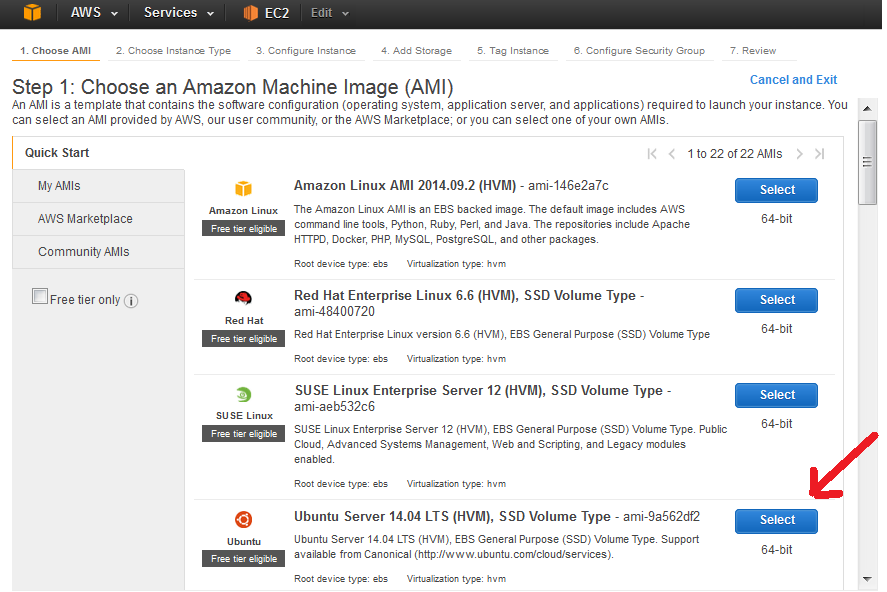 AWS Services EC2 Edit
1. Choose AMI 2. Choose Instance Type 3. Configure Instance 4. Add Storage 5. Tag Instance 6. Configure Security Group 7. Review
Step 1: Choose an Amazon Machine Image (AMI)
Cancel and Exit
An AMI is a template that contains the software configuration (operating system, application server, and applications) required to launch your instance. You
can select an AMI provided by AWS, our user community, or the AWS Marketplace; or you can select one of your own AMIs.
Quick Start
My AMIs
AWS Marketplace
Community AMIs
Free tier only i
1 to 22 of 22 AMIs
Amazon Linux
Free tier eligible
Amazon Linux AMI 2014.09.2 (HVM) - ami-146e2a7c
The Amazon Linux AMI is an EBS backed image. The default image includes AWS
command line tools, Python, Ruby, Perl, and Java. The repositories include Apache
HTTPD, Docker, PHP, MySQL, PostgreSQL, and other packages.
Root device type: ebs Virtualization type: hvm
Select
64-bit
Red Hat
Free tier eligible
Red Hat Enterprise Linux 6.6 (HVM), SSD Volume Type -
ami-48400720
Red Hat Enterprise Linux version 6.6 (HVM), EBS General Purpose (SSD) Volume Type
Root device type: ebs Virtualization type: hvm
Select
64-bit
SUSE Linux
Free tier eligible
SUSE Linux Enterprise Server 12 (HVM), SSD Volume Type -
ami-aeb532c6
SUSE Linux Enterprise Server 12 (HVM), EBS General Purpose (SSD) Volume Type. Public
Cloud, Advanced Systems Management, Web and Scripting, and Legacy modules
enabled.
Root device type: ebs Virtualization type: hvm
Select
64-bit
Ubuntu
Free tier eligible
Ubuntu Server 14.04 LTS (HVM), SSD Volume Type - ami-9a562df2
Ubuntu Server 14.04 LTS (HVM), EBS General Purpose (SSD) Volume Type. Support
available from Canonical (http://www.ubuntu.com/cloud/services).
Root device type: ebs Virtualization type: hvm
Select
64-bit